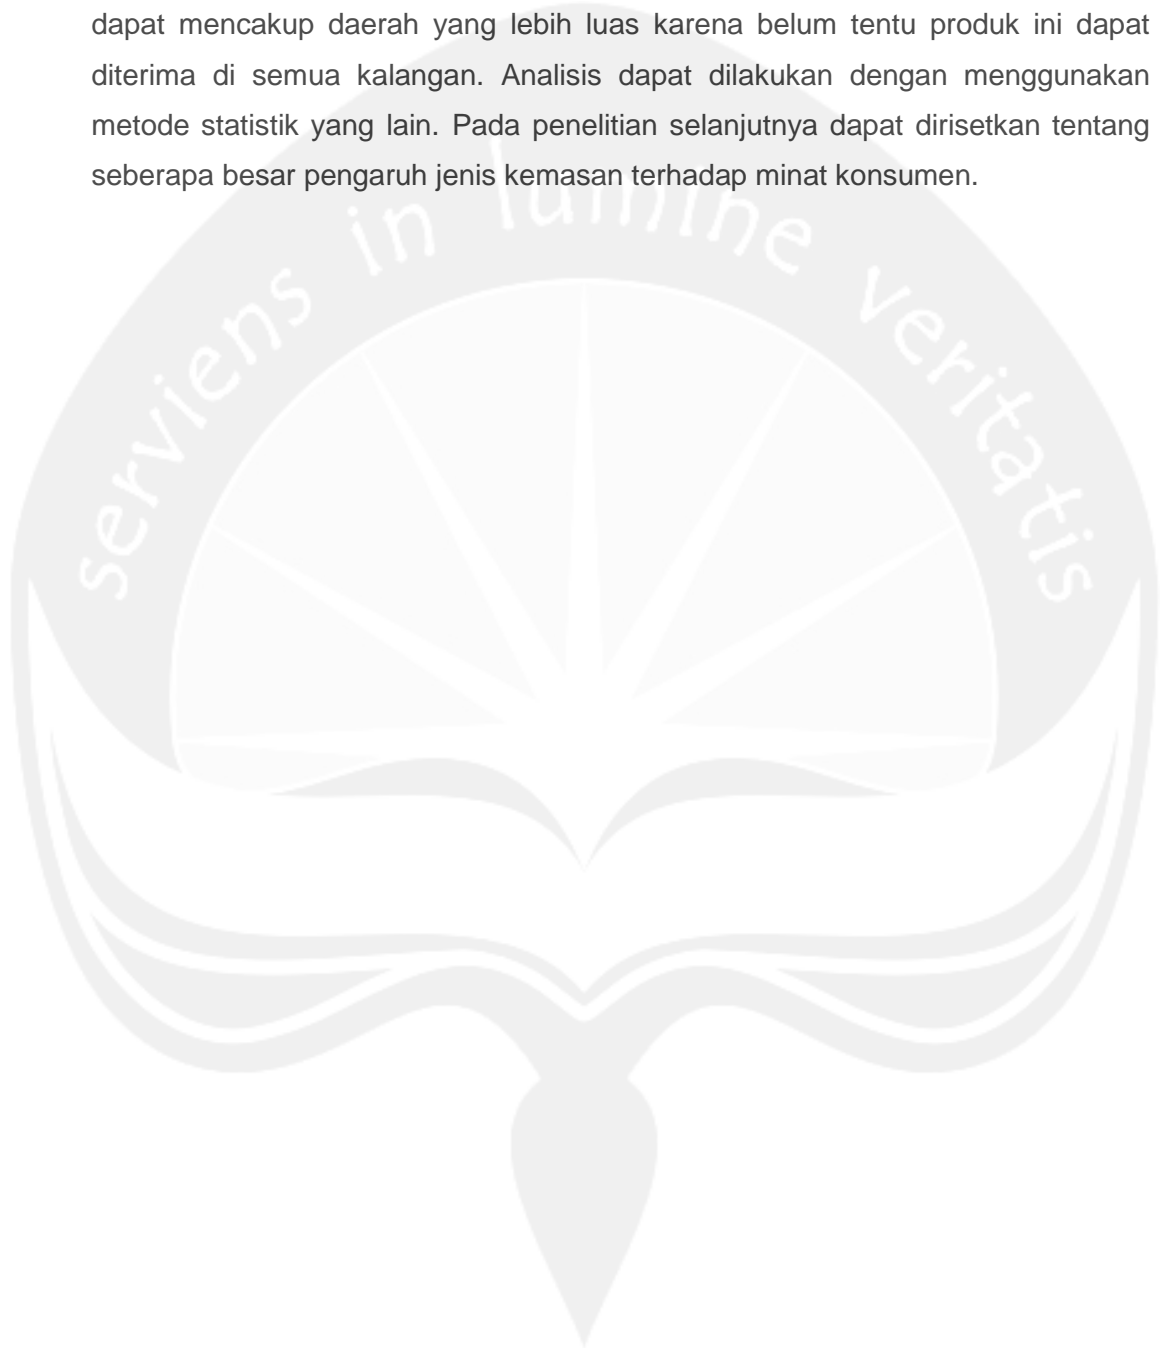 dapat mencakup daerah yang lebih luas karena belum tentu produk ini dapat
diterima di semua kalangan. Analisis dapat dilakukan dengan menggunakan
metode statistik yang lain. Pada penelitian selanjutnya dapat dirisetkan tentang
seberapa besar pengaruh jenis kemasan terhadap minat konsumen.
serviens in lumine veritatis